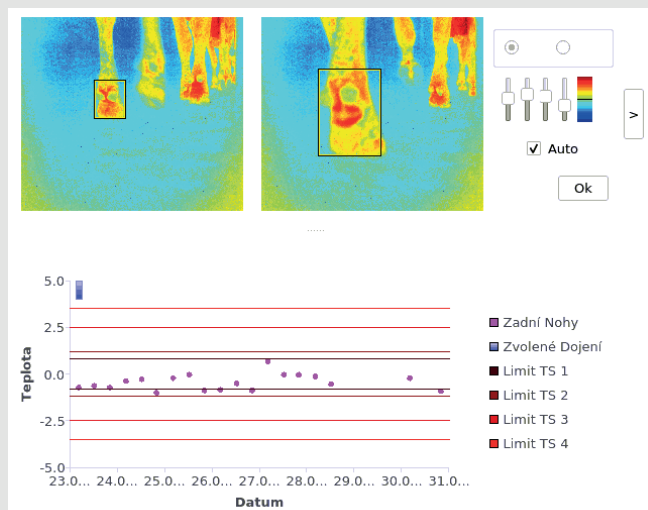 >
Auto
Ok
......
5.0
2.5
0.0
-2.5
-5.0
Teplota
23.0... 24.0... 25.0... 26.0... 27.0... 28.0... 29.0... 30.0... 31.0...
Datum
Zadní Nohy
Zvolené Dojení
Limit TS 1
Limit TS 2
Limit TS 3
Limit TS 4